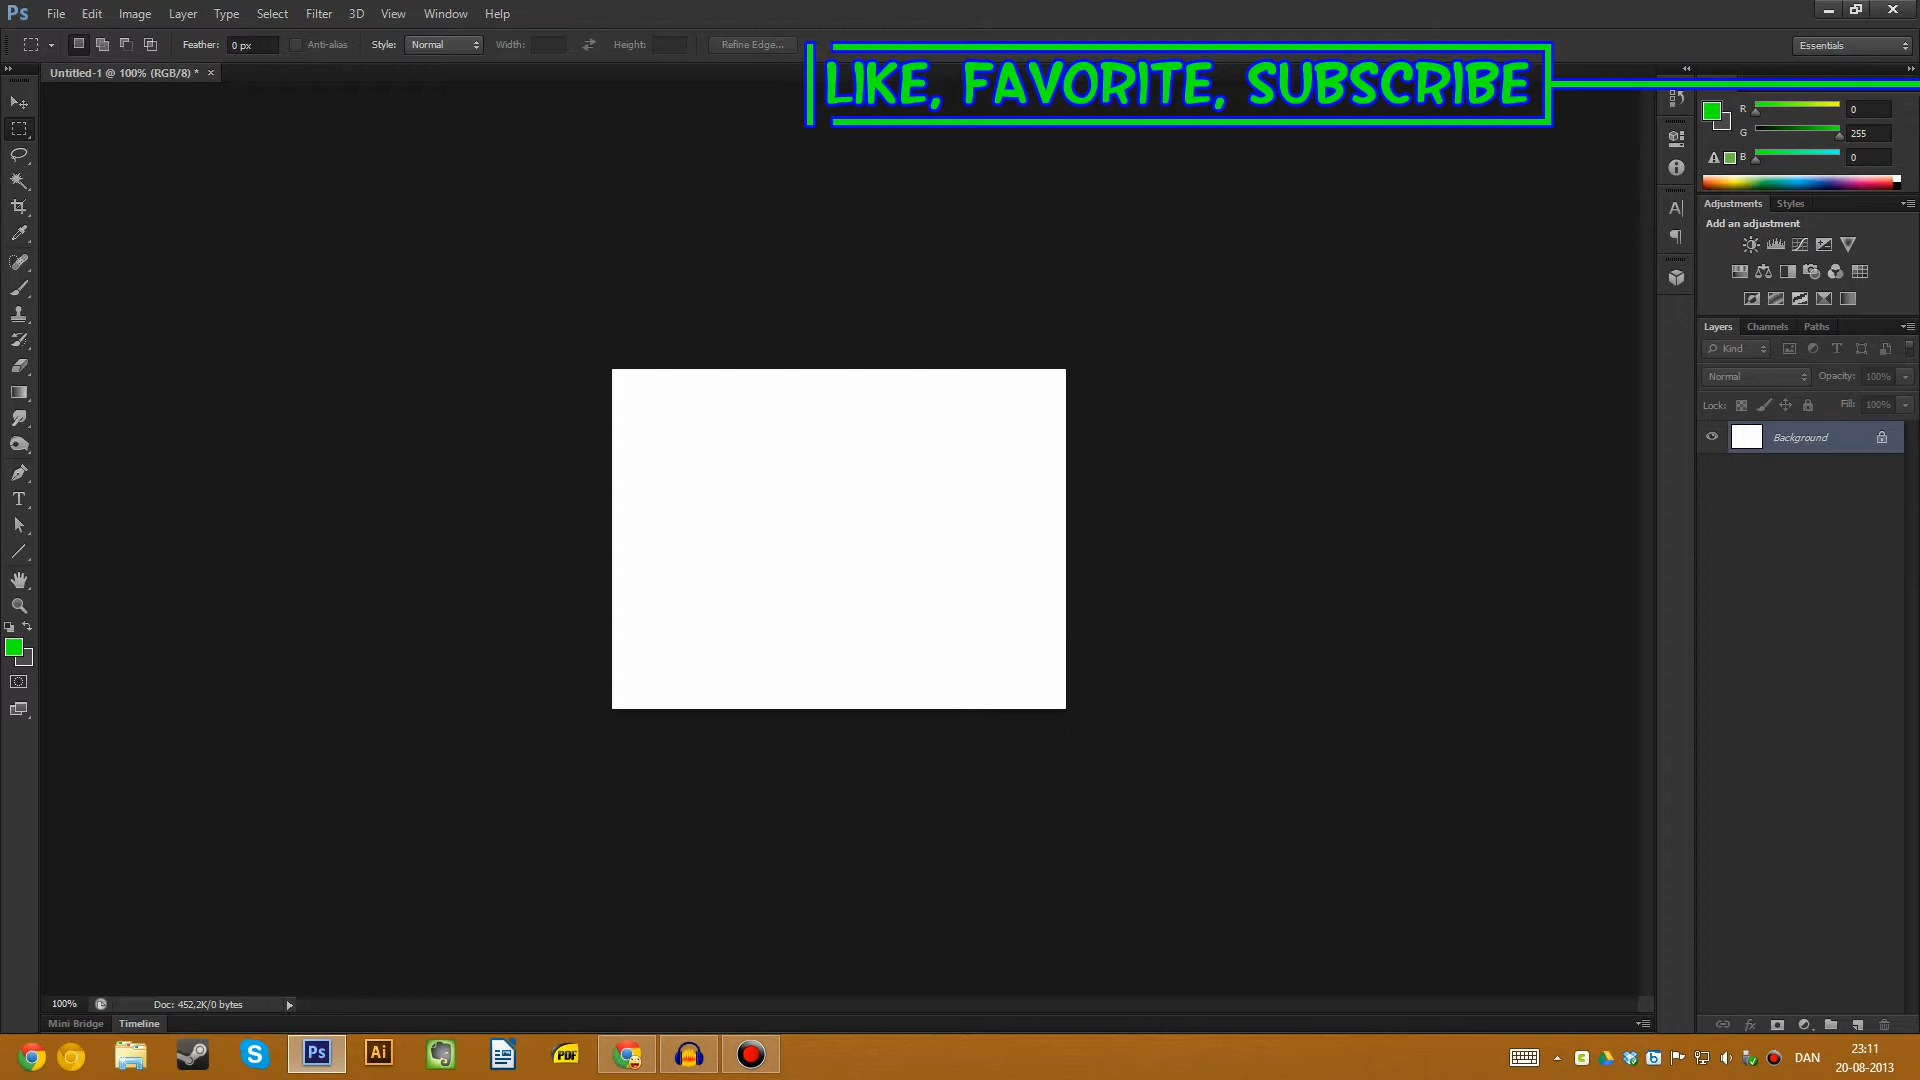 Ps File Edit Image Layer Type Select Filter 3D View Window Help
Feather: 0 px Anti-alias Style: Normal Width: Height: Refine Edge... Essentials
Untitled-1 @ 100% (RGB/8) * ×
LIKE, FAVORITE, SUBSCRIBE
R 0
G 255
B 0
Adjustments Styles
Add an adjustment
Layers Channels Paths
Kind
Normal Opacity: 100%
Lock: Fill: 100%
Background
100% Doc: 452,2K/0 bytes
Mini Bridge Timeline
Ps Ai PDF DAN
23:11
20-08-2013